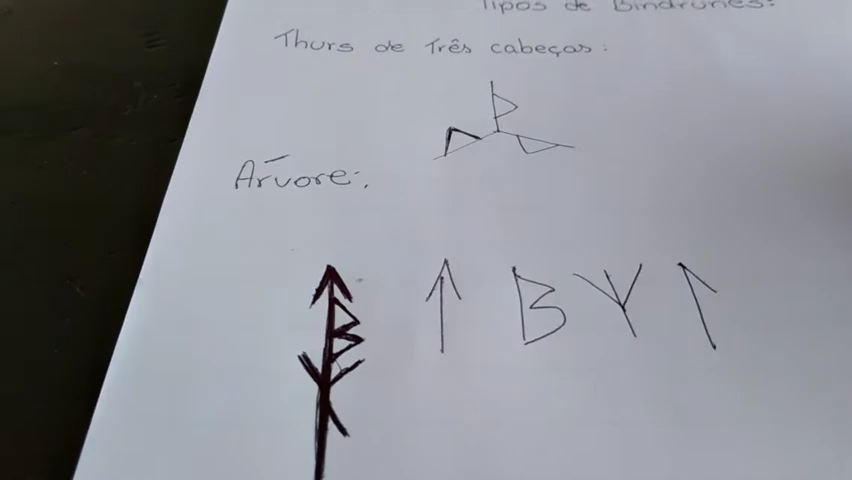 Tipos de Bindrunes:
Thurs de Três cabeças:
Árvore:.
ᛏ ᛒ ᛉ ᛚ